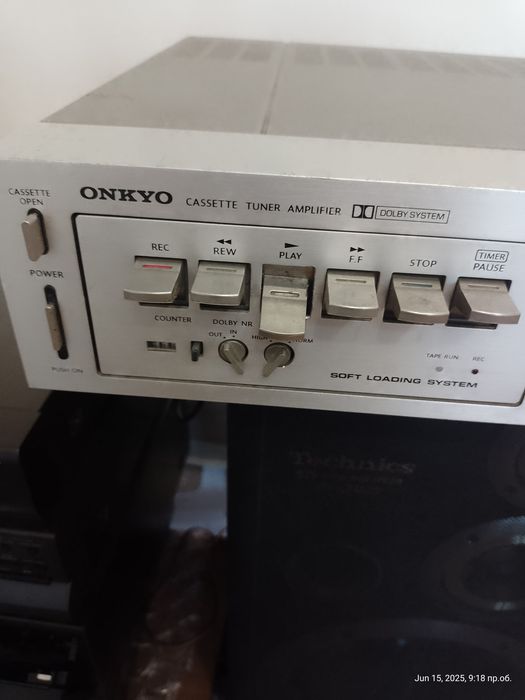 CASSETTE
OPEN
ONKYO CASSETTE TUNER AMPLIFIER DOLBY SYSTEM
REC
REW
PLAY
F.F
STOP
TIMER
PAUSE
POWER
PUSH ON
COUNTER
DOLBY NR
OUT IN
HIGH NORM
TAPE RUN REC
SOFT LOADING SYSTEM
Technics
Jun 15, 2025, 9:18 пр.об.